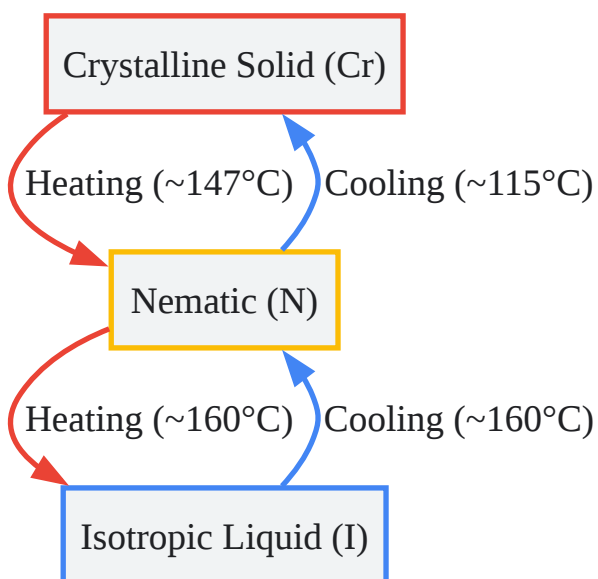 Crystalline Solid (Cr)
Heating (~147°C)
Cooling (~115°C)
Nematic (N)
Heating (~160°C)
Cooling (~160°C)
Isotropic Liquid (I)